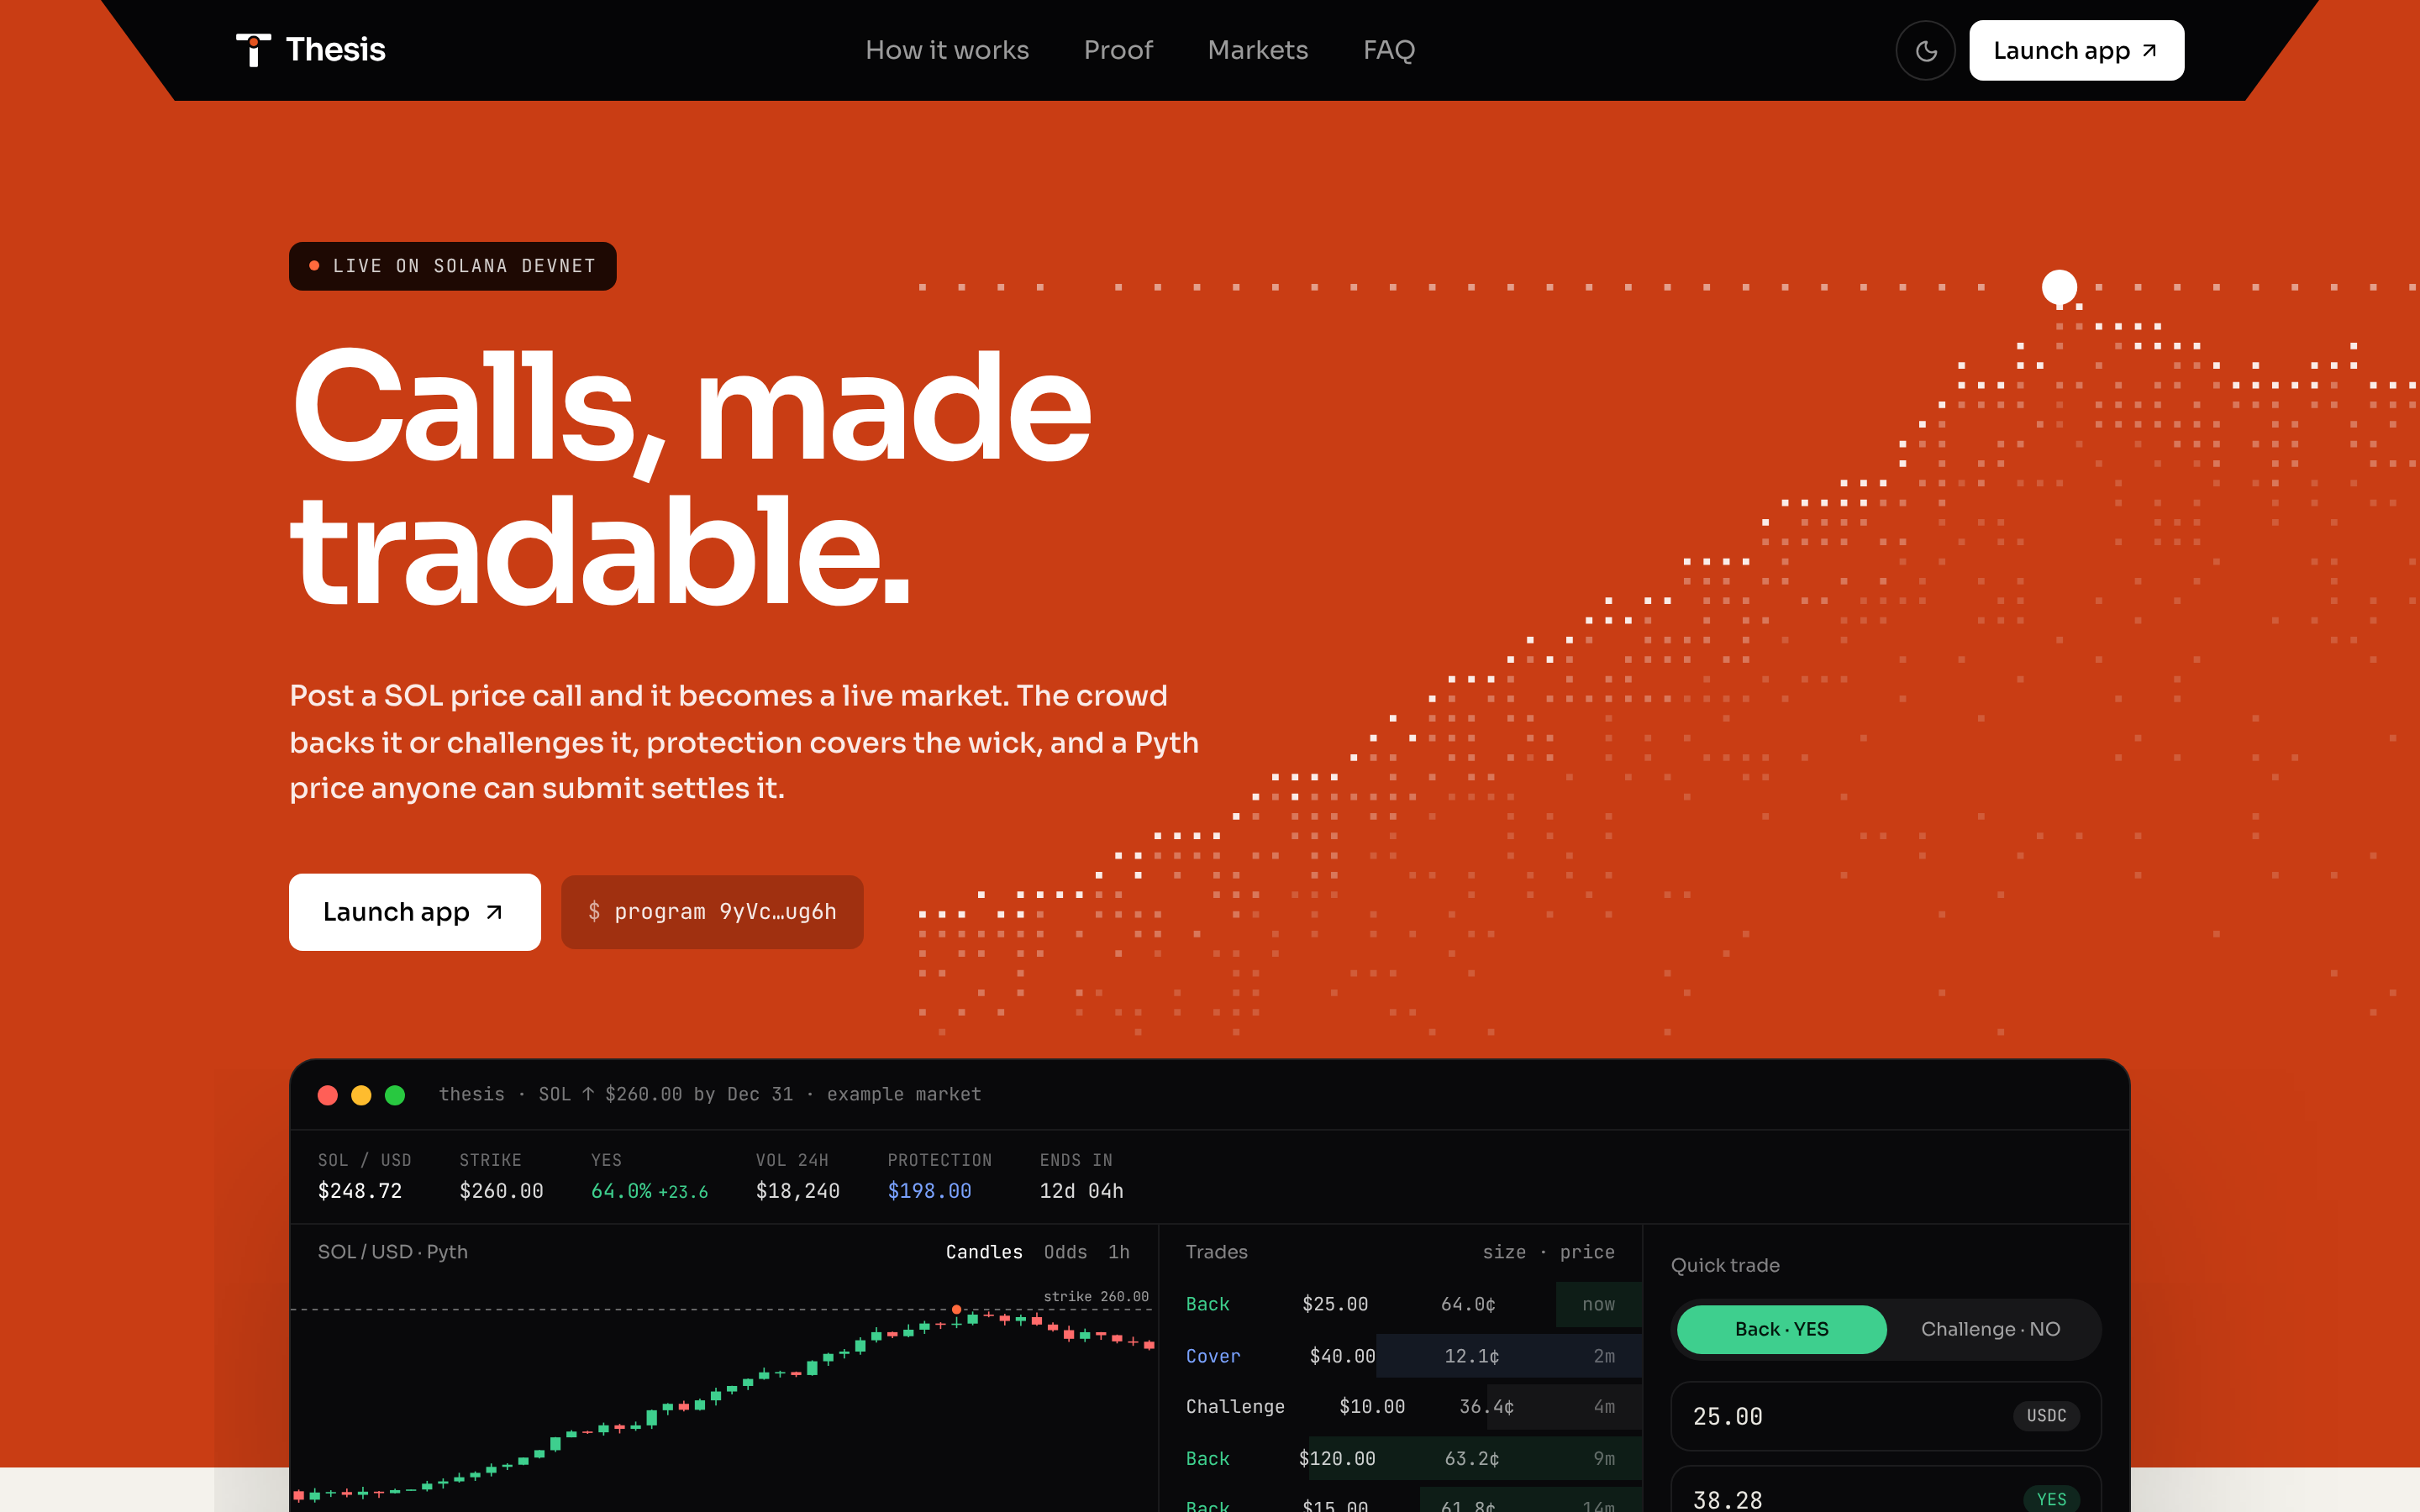 Thesis
How it works Proof Markets FAQ
Launch app
LIVE ON SOLANA DEVNET
Calls, made
tradable.
Post a SOL price call and it becomes a live market. The crowd
backs it or challenges it, protection covers the wick, and a Pyth
price anyone can submit settles it.
Launch app
$ program 9yVc…ug6h
thesis · SOL ↑ $260.00 by Dec 31 · example market
SOL / USD STRIKE YES VOL 24H PROTECTION ENDS IN
$248.72 $260.00 64.0% +23.6 $18,240 $198.00 12d 04h
SOL / USD · Pyth Candles Odds 1h
strike 260.00
Trades size · price
Back $25.00 64.0¢ now
Cover $40.00 12.1¢ 2m
Challenge $10.00 36.4¢ 4m
Back $120.00 63.2¢ 9m
Back $15.00 61.8¢ 14m
Quick trade
Back · YES Challenge · NO
25.00 USDC
38.28 YES